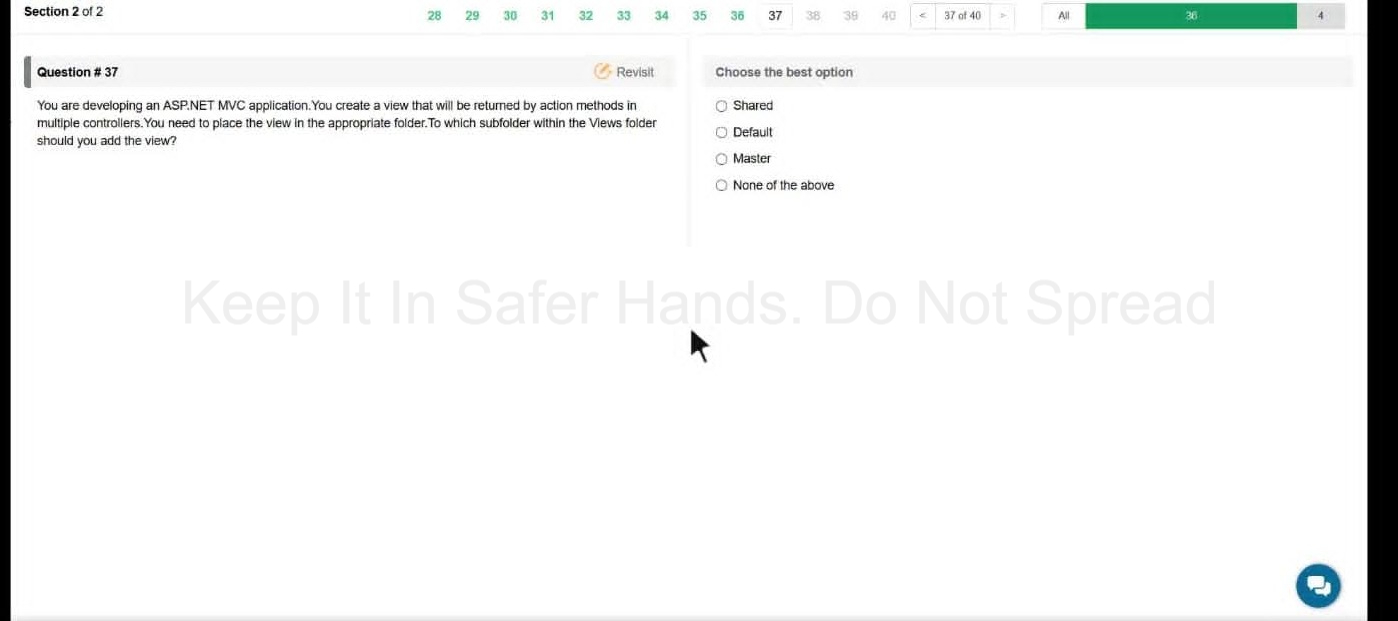 Section 2 of 2
28 29 30 31 32 33 34 35 36 37 38 39 40 < 37 of 40 > All 36 4
Question # 37
Revisit
You are developing an ASP.NET MVC application.You create a view that will be returned by action methods in
multiple controllers.You need to place the view in the appropriate folder.To which subfolder within the Views folder
should you add the view?
Choose the best option
Shared
Default
Master
None of the above
Keep It In Safer Hands. Do Not Spread